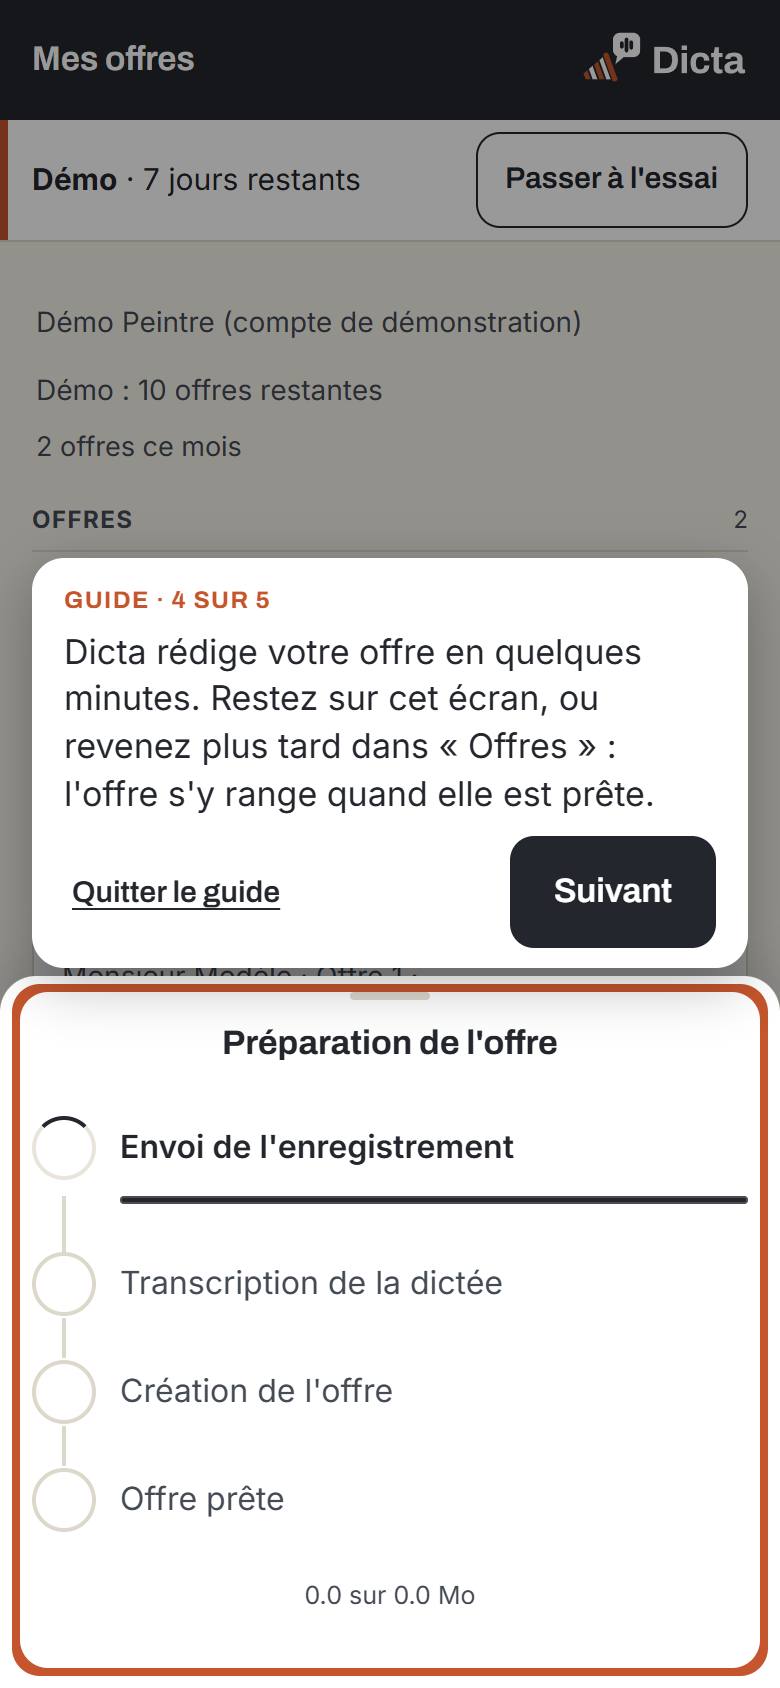 Mes offres
Dicta
Démo · 7 jours restants
Passer à l'essai
Démo Peintre (compte de démonstration)
Démo : 10 offres restantes
2 offres ce mois
OFFRES
2
GUIDE · 4 SUR 5
Dicta rédige votre offre en quelques
minutes. Restez sur cet écran, ou
revenez plus tard dans « Offres » :
l'offre s'y range quand elle est prête.
Quitter le guide
Suivant
Monsieur Modèle · Offre 1 ·
Préparation de l'offre
Envoi de l'enregistrement
Transcription de la dictée
Création de l'offre
Offre prête
0.0 sur 0.0 Mo